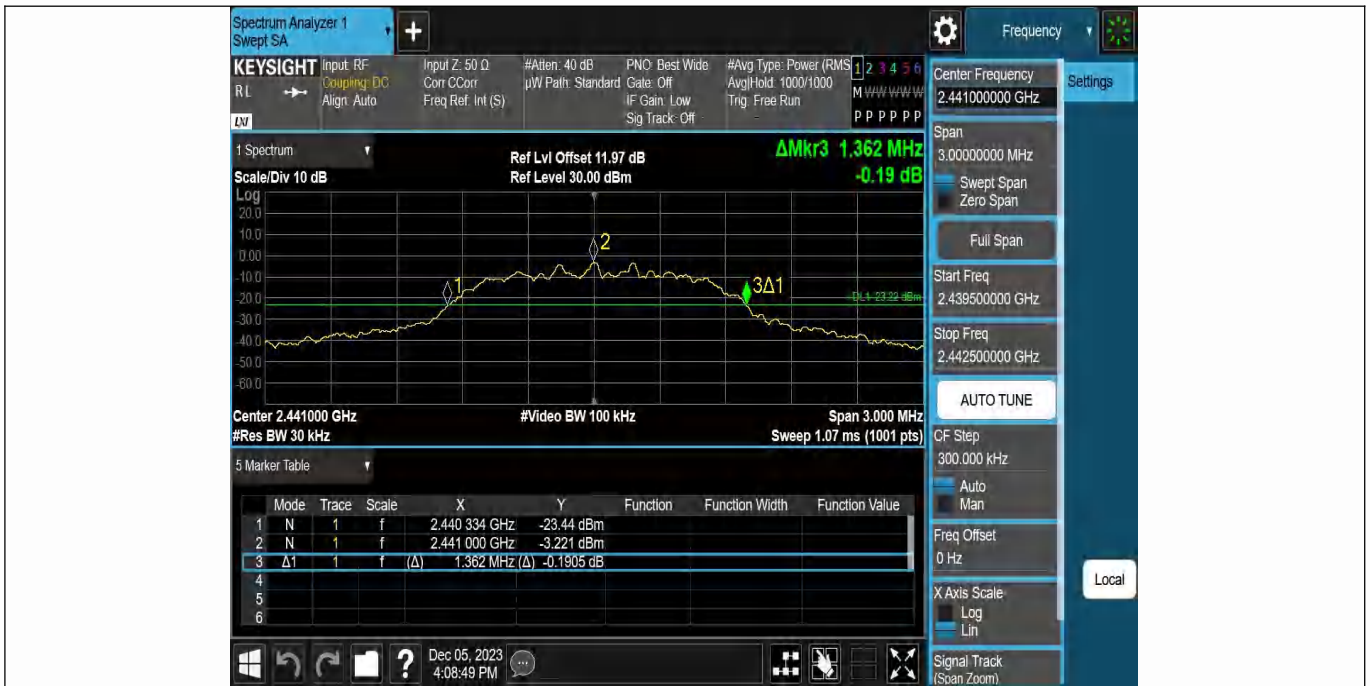 Spectrum Analyzer 1
Swept SA
+
Frequency
KEYSIGHT
RL
LXI
Input: RF
Coupling: DC
Align: Auto
Input Z: 50 Ω
Corr CCorr
Freq Ref: Int (S)
#Atten: 40 dB
µW Path: Standard
PNO: Best Wide
Gate: Off
IF Gain: Low
Sig Track: Off
#Avg Type: Power (RMS
Avg|Hold: 1000/1000
Trig: Free Run
1 2 3 4 5 6
M W W W W W
P P P P P P
1 Spectrum
Scale/Div 10 dB
Ref Lvl Offset 11.97 dB
Ref Level 30.00 dBm
ΔMkr3 1.362 MHz
-0.19 dB
Log
20.0
10.0
0.00
-10.0
-20.0
-30.0
-40.0
-50.0
-60.0
1
2
3Δ1
DL1 -23.22 dBm
Center 2.441000 GHz
#Video BW 100 kHz
Span 3.000 MHz
#Res BW 30 kHz
Sweep 1.07 ms (1001 pts)
5 Marker Table
Mode Trace Scale X Y Function Function Width Function Value
1 N 1 f 2.440 334 GHz -23.44 dBm
2 N 1 f 2.441 000 GHz -3.221 dBm
3 Δ1 1 f (Δ) 1.362 MHz (Δ) -0.1905 dB
4
5
6
?
Dec 05, 2023
4:08:49 PM
Center Frequency
2.441000000 GHz
Settings
Span
3.00000000 MHz
Swept Span
Zero Span
Full Span
Start Freq
2.439500000 GHz
Stop Freq
2.442500000 GHz
AUTO TUNE
CF Step
300.000 kHz
Auto
Man
Freq Offset
0 Hz
X Axis Scale
Log
Lin
Local
Signal Track
(Span Zoom)